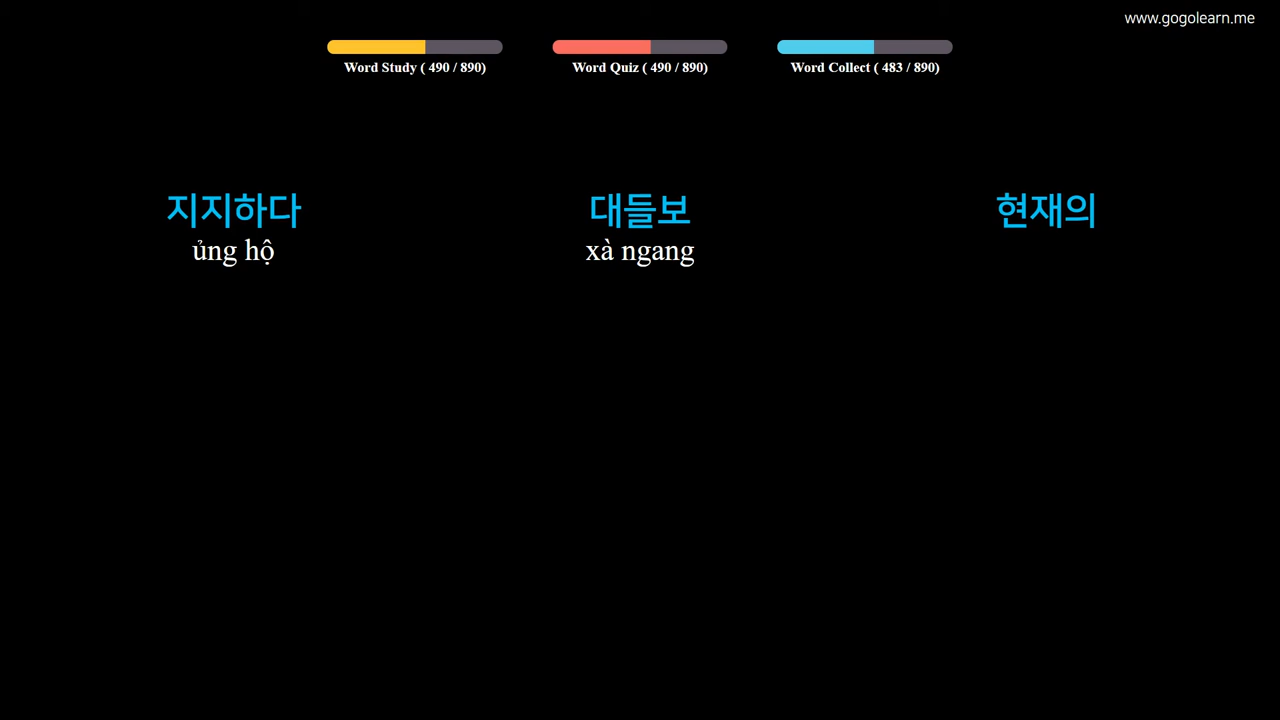 www.gogolearn.me
Word Study ( 490 / 890)
Word Quiz ( 490 / 890)
Word Collect ( 483 / 890)
지지하다
ủng hộ
대들보
xà ngang
현재의